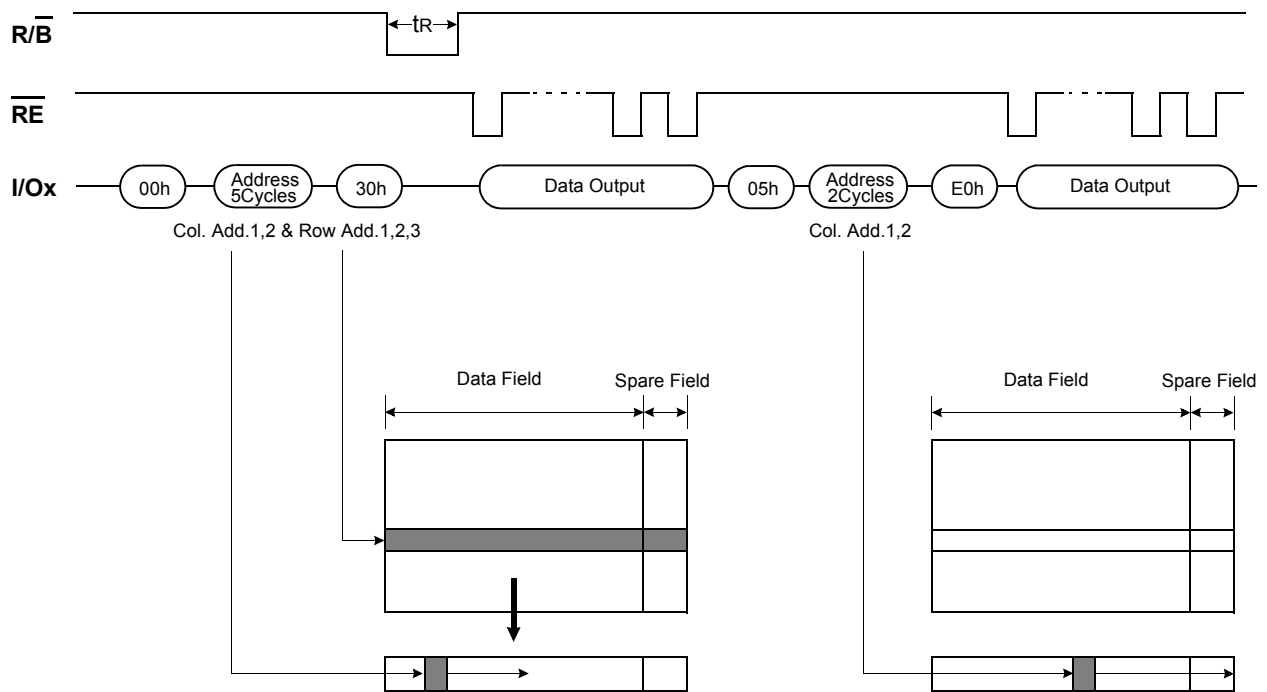 R/B
tR
RE
I/Ox
00h
Address
5Cycles
30h
Data Output
05h
Address
2Cycles
E0h
Data Output
Col. Add.1,2 & Row Add.1,2,3
Col. Add.1,2
Data Field
Spare Field
Data Field
Spare Field